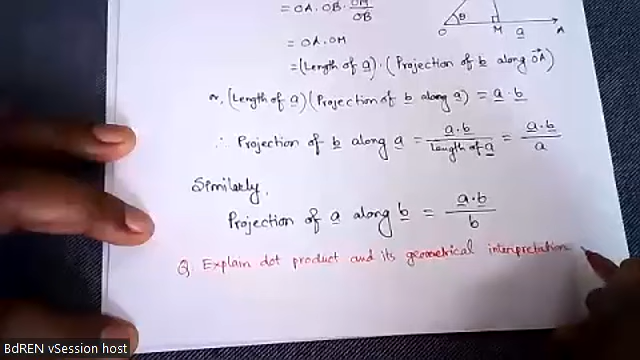 = OA. OB. OM/OB
O θ M a A
= OA. OM
= (Length of a). (Projection of b along OA)
or, (Length of a) (Projection of b along a) = a . b
∴ Projection of b along a = a.b / Length of a = a.b / a
Similarly,
Projection of a along b = a.b / b
Q. Explain dot product and its geometrical interpretation
BdREN vSession host